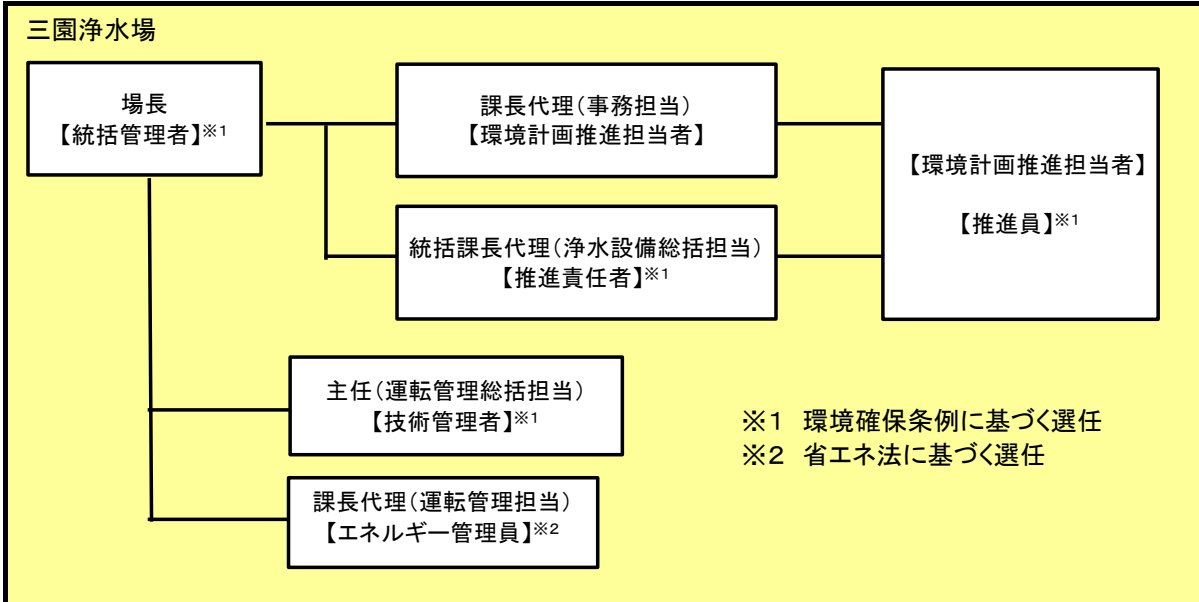 三園浄水場
場長
【統括管理者】※1
課長代理(事務担当)
【環境計画推進担当者】
統括課長代理(浄水設備総括担当)
【推進責任者】※1
【環境計画推進担当者】
【推進員】※1
主任(運転管理総括担当)
【技術管理者】※1
課長代理(運転管理担当)
【エネルギー管理員】※2
※1 環境確保条例に基づく選任
※2 省エネ法に基づく選任